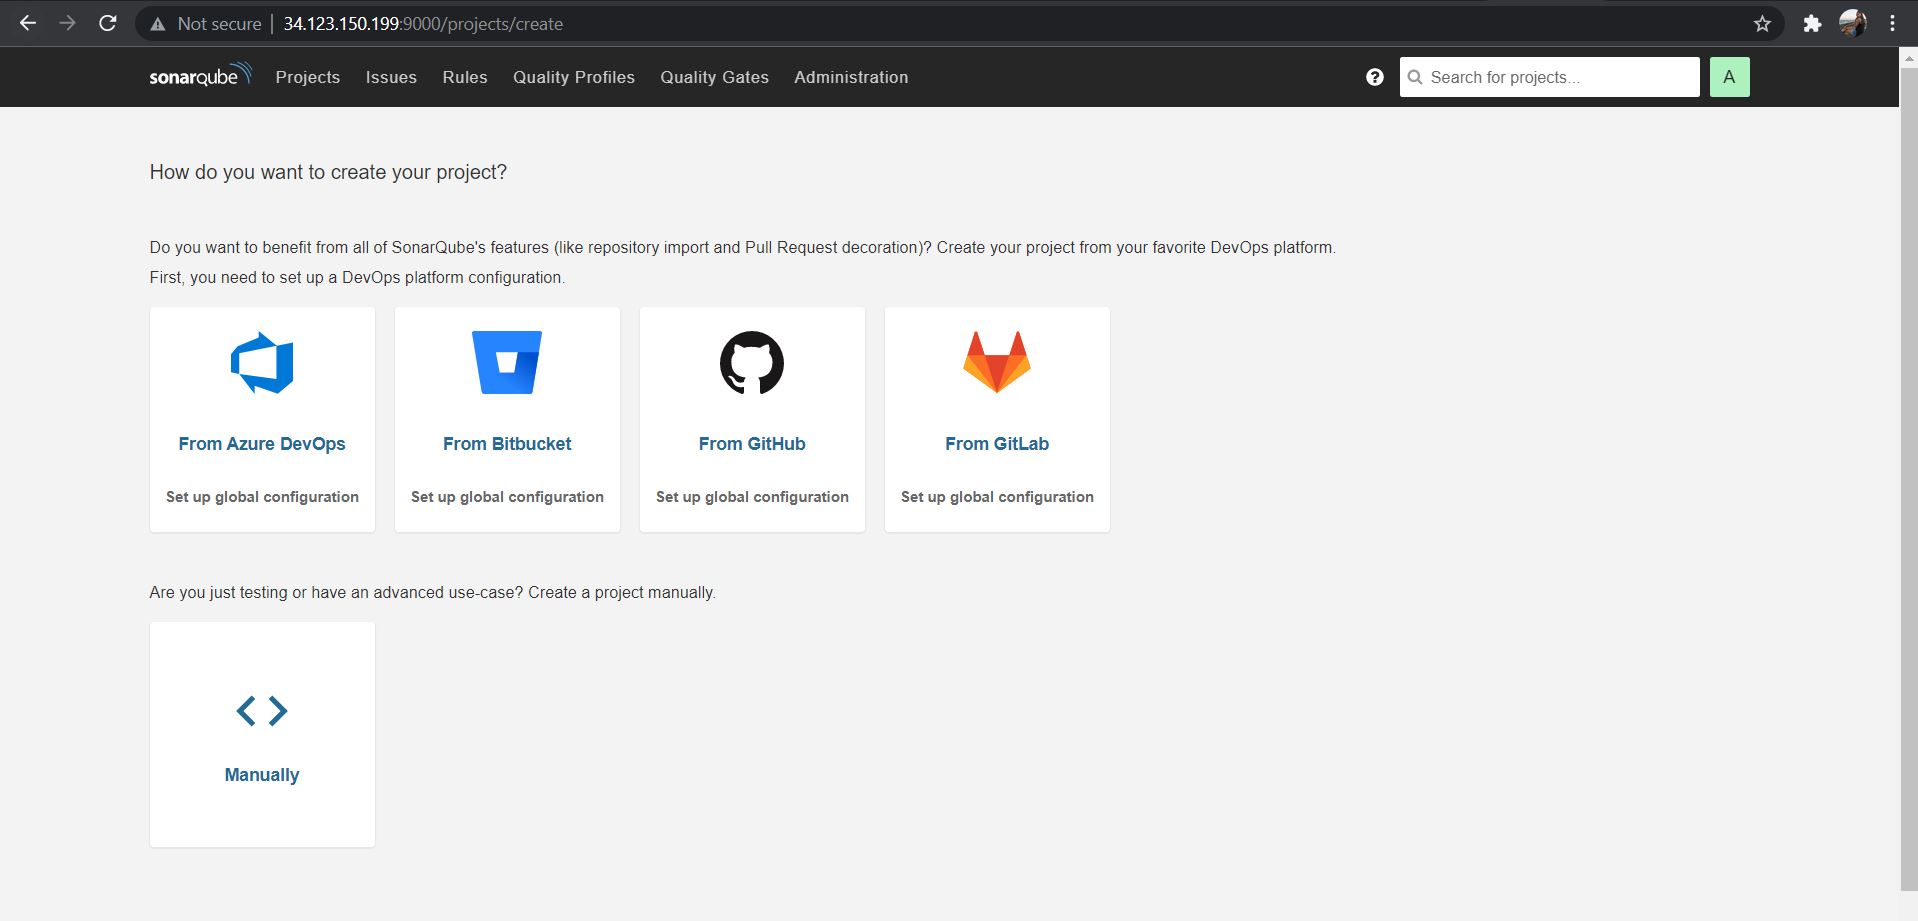 Not secure 34.123.150.199:9000/projects/create
sonarqube Projects Issues Rules Quality Profiles Quality Gates Administration ? Search for projects... A
How do you want to create your project?
Do you want to benefit from all of SonarQube's features (like repository import and Pull Request decoration)? Create your project from your favorite DevOps platform.
First, you need to set up a DevOps platform configuration.
From Azure DevOps From Bitbucket From GitHub From GitLab
Set up global configuration Set up global configuration Set up global configuration Set up global configuration
Are you just testing or have an advanced use-case? Create a project manually.
Manually